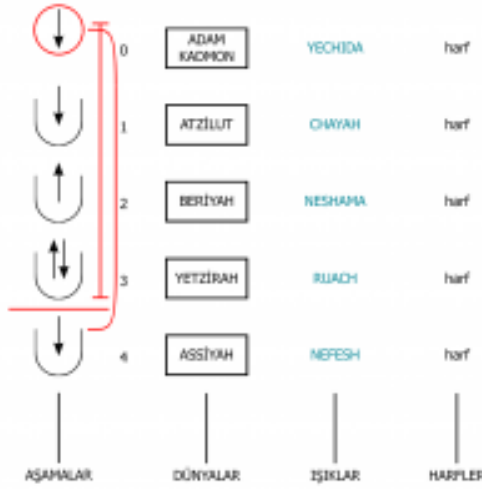 0 ADAM KADMON YECHIDA harf
1 ATZİLUT CHAYAH harf
2 BERİYAH NESHAMA harf
3 YETZİRAH RUACH harf
4 ASSİYAH NEFESH harf
AŞAMALAR DÜNYALAR IŞIKLAR HARFLER